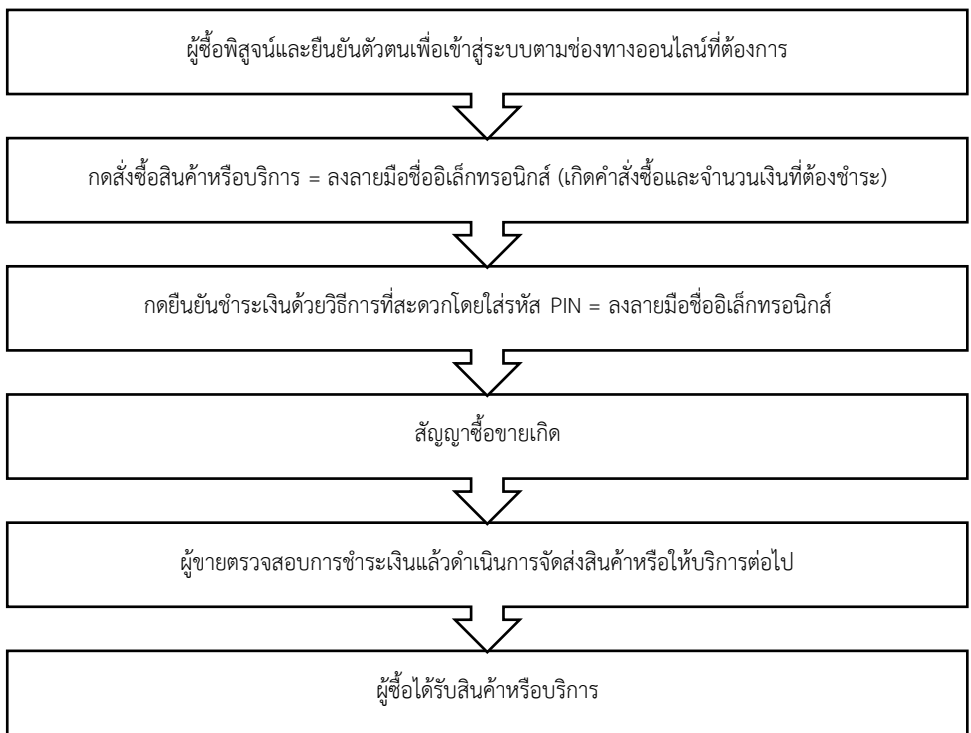 ผู้ซื้อพิสูจน์และยืนยันตัวตนเพื่อเข้าสู่ระบบตามช่องทางออนไลน์ที่ต้องการ
กดสั่งซื้อสินค้าหรือบริการ = ลงลายมือชื่ออิเล็กทรอนิกส์ (เกิดคำสั่งซื้อและจำนวนเงินที่ต้องชำระ)
กดยืนยันชำระเงินด้วยวิธีการที่สะดวกโดยใส่รหัส PIN = ลงลายมือชื่ออิเล็กทรอนิกส์
สัญญาซื้อขายเกิด
ผู้ขายตรวจสอบการชำระเงินแล้วดำเนินการจัดส่งสินค้าหรือให้บริการต่อไป
ผู้ซื้อได้รับสินค้าหรือบริการ